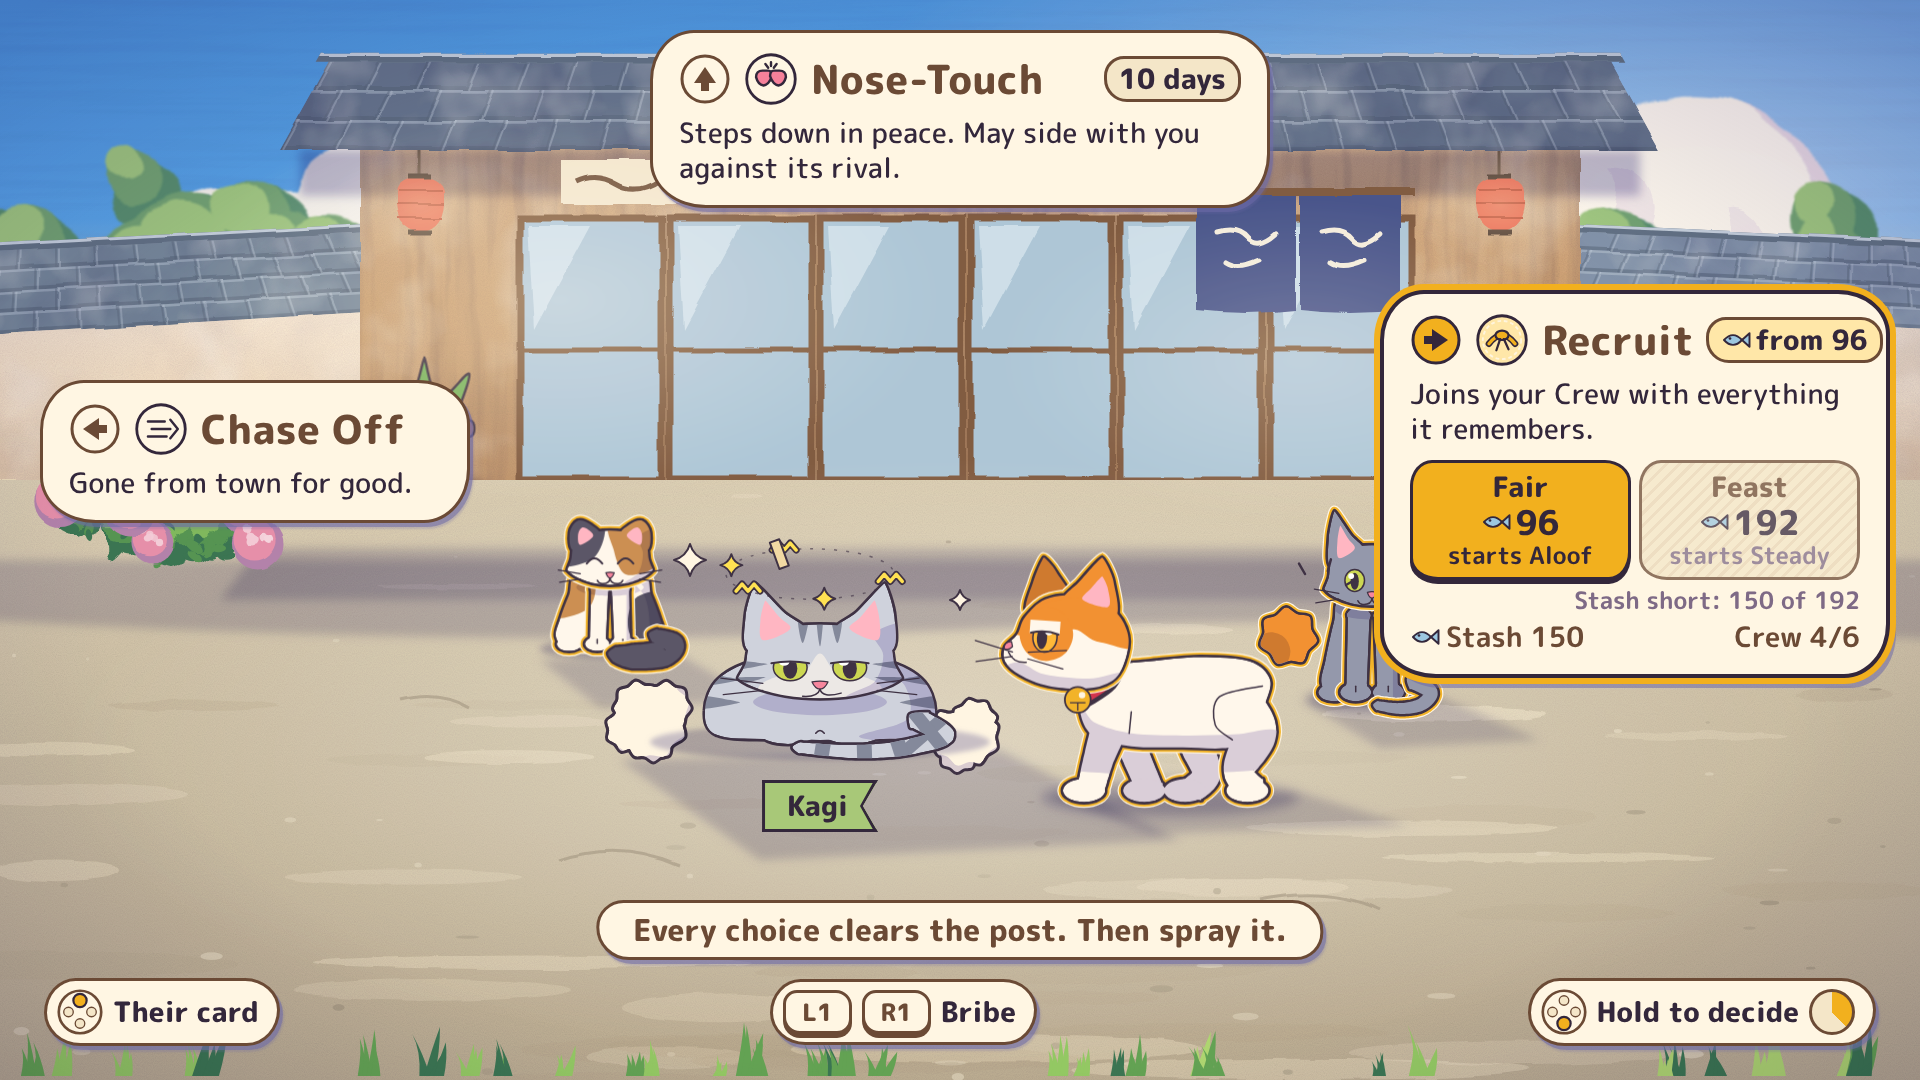 Nose-Touch
10 days
Steps down in peace. May side with you
against its rival.
Recruit
from 96
Joins your Crew with everything
it remembers.
Fair
96
starts Aloof
Feast
192
starts Steady
Stash short: 150 of 192
Stash 150
Crew 4/6
Chase Off
Gone from town for good.
Kagi
Every choice clears the post. Then spray it.
Their card
L1 R1 Bribe
Hold to decide